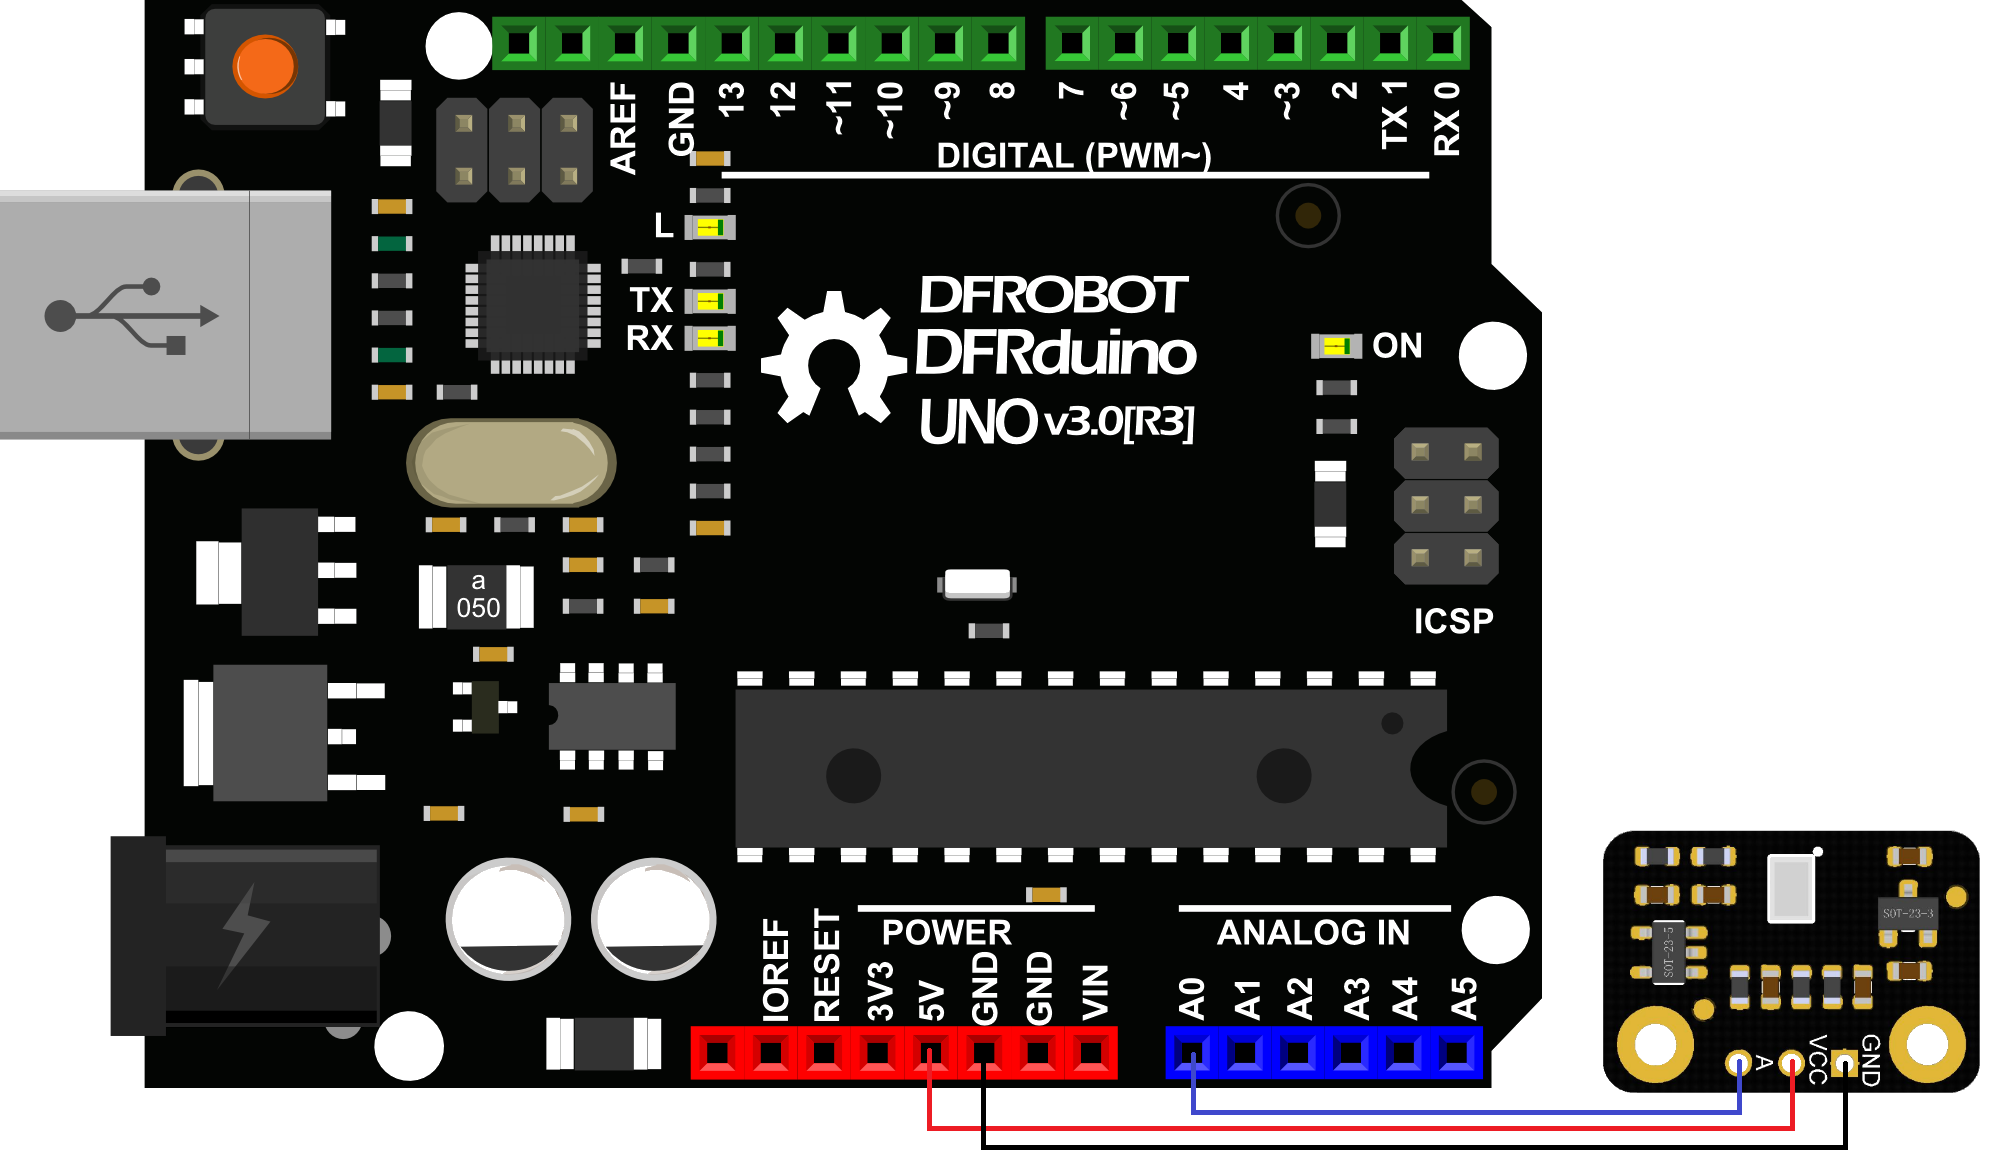 AREF
GND
13
12
~11
~10
~9
8
7
~6
~5
4
~3
2
TX 1
RX 0
DIGITAL (PWM~)
L
TX
RX
DFROBOT
DFRduino
UNO v3.0[R3]
ON
ICSP
a
050
POWER
ANALOG IN
IOREF
RESET
3V3
5V
GND
GND
VIN
A0
A1
A2
A3
A4
A5
SOT-23-3
SOT-23-5
A
VCC
GND